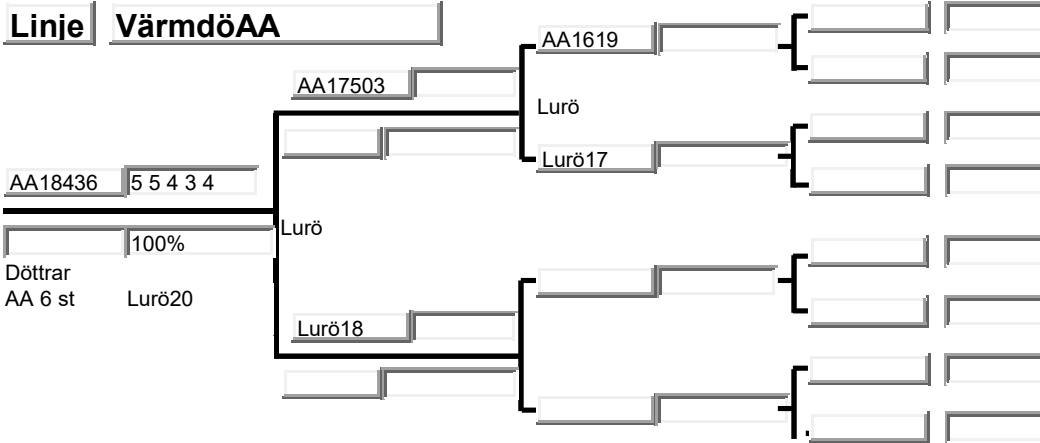 Linje VärmdöAA
AA1619
AA17503
Lurö
Lurö17
AA18436 5 5 4 3 4
Lurö
100%
Döttrar
AA 6 st Lurö20
Lurö18